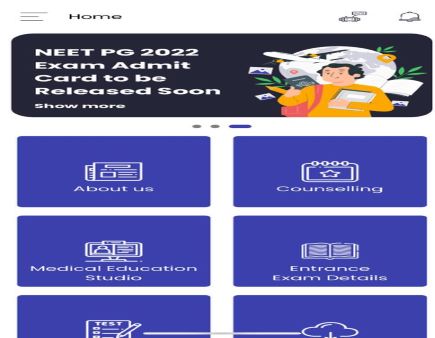 Home
NEET PG 2022
Exam Admit
Card to be
Released Soon
Show more
About us
Counselling
Medical Education
Studio
Entrance
Exam Details
TEST